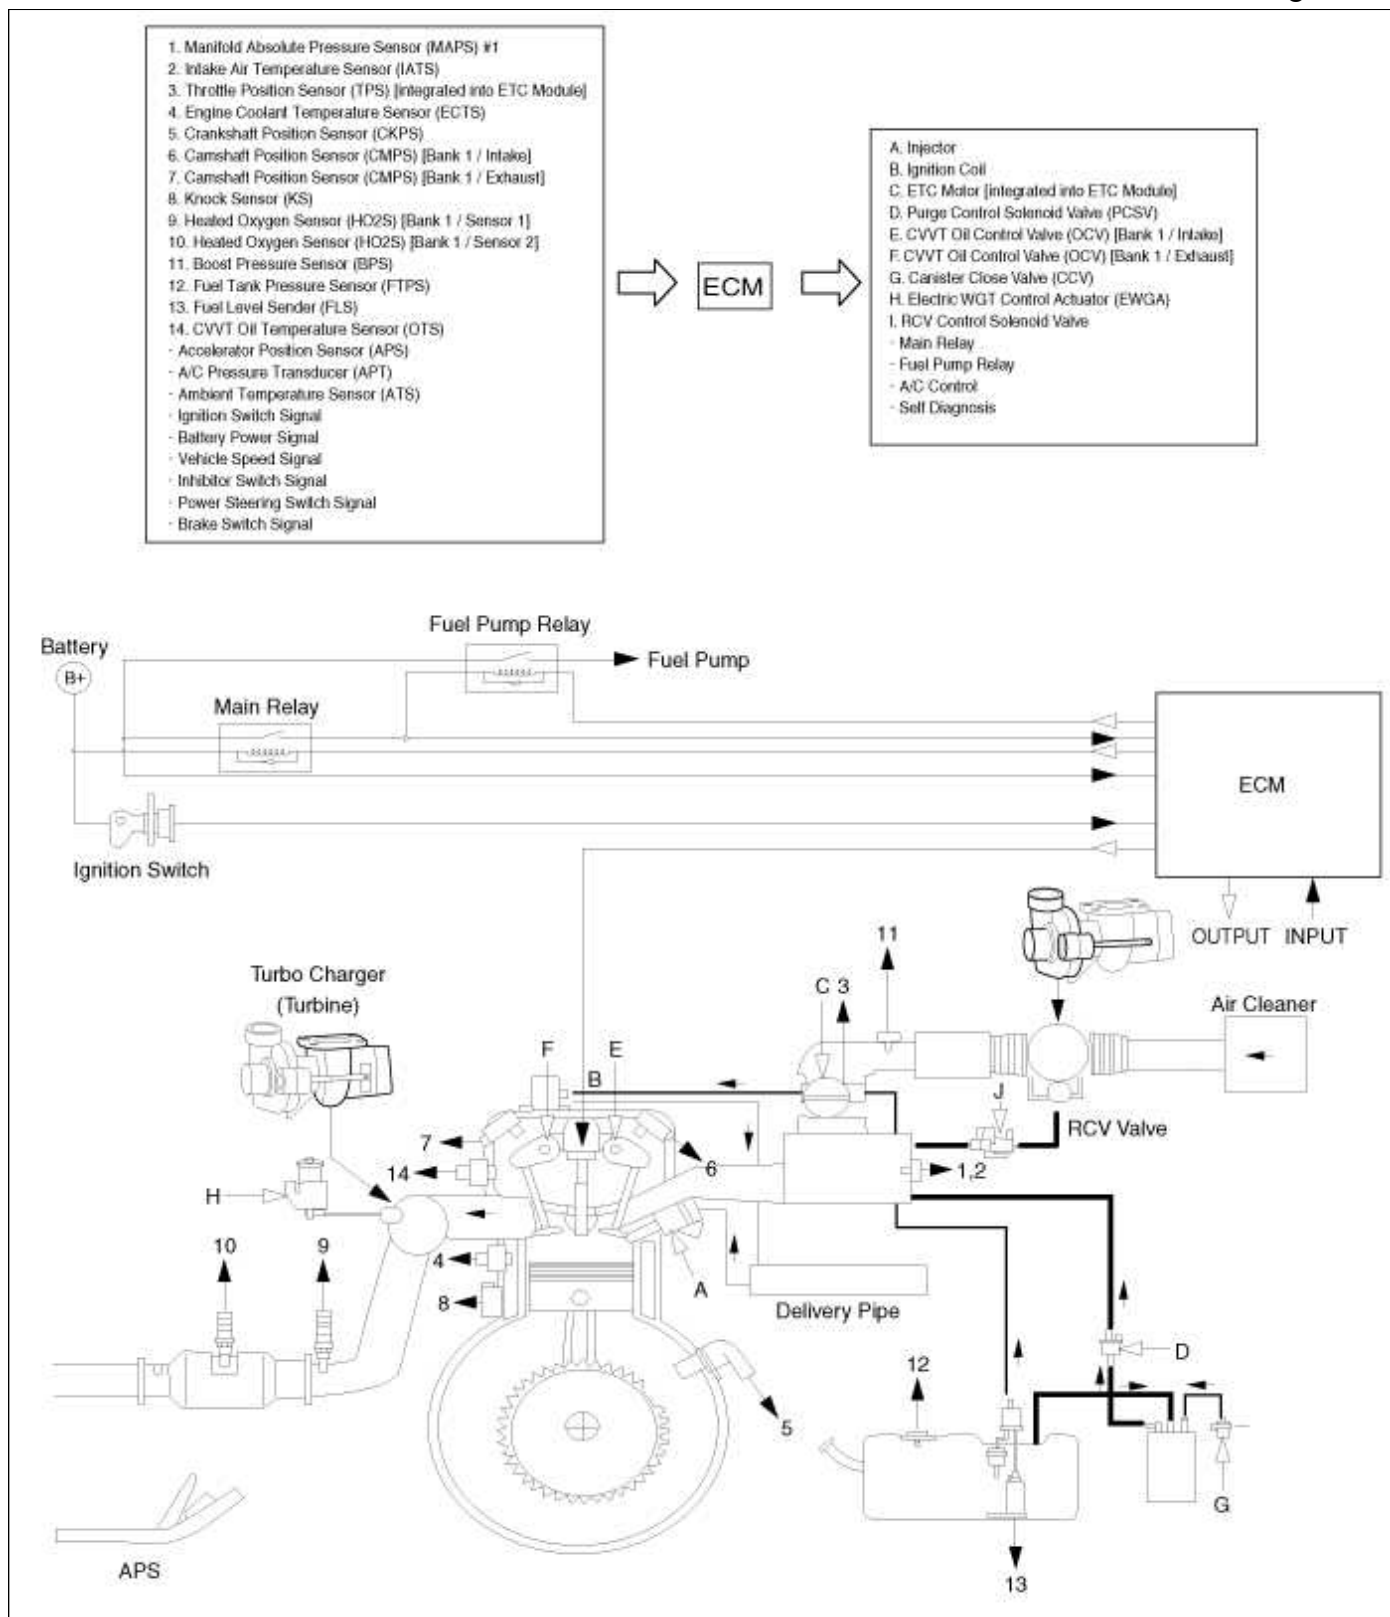 1. Manifold Absolute Pressure Sensor (MAPS) #1
2. Intake Air Temperature Sensor (IATS)
3. Throttle Position Sensor (TPS) [integrated into ETC Module]
4. Engine Coolant Temperature Sensor (ECTS)
5. Crankshaft Position Sensor (CKPS)
6. Camshaft Position Sensor (CMPS) [Bank 1 / Intake]
7. Camshaft Position Sensor (CMPS) [Bank 1 / Exhaust]
8. Knock Sensor (KS)
9. Heated Oxygen Sensor (HO2S) [Bank 1 / Sensor 1]
10. Heated Oxygen Sensor (HO2S) [Bank 1 / Sensor 2]
11. Boost Pressure Sensor (BPS)
12. Fuel Tank Pressure Sensor (FTPS)
13. Fuel Level Sender (FLS)
14. CVVT Oil Temperature Sensor (OTS)
· Accelerator Position Sensor (APS)
· A/C Pressure Transducer (APT)
· Ambient Temperature Sensor (ATS)
· Ignition Switch Signal
· Battery Power Signal
· Vehicle Speed Signal
· Inhibitor Switch Signal
· Power Steering Switch Signal
· Brake Switch Signal
ECM
A. Injector
B. Ignition Coil
C. ETC Motor [integrated into ETC Module]
D. Purge Control Solenoid Valve (PCSV)
E. CVVT Oil Control Valve (OCV) [Bank 1 / Intake]
F. CVVT Oil Control Valve (OCV) [Bank 1 / Exhaust]
G. Canister Close Valve (CCV)
H. Electric WGT Control Actuator (EWGA)
I. RCV Control Solenoid Valve
· Main Relay
· Fuel Pump Relay
· A/C Control
· Self Diagnosis
Fuel Pump Relay
Battery
B+
Fuel Pump
Main Relay
ECM
Ignition Switch
OUTPUT INPUT
11
Turbo Charger
(Turbine)
C 3
Air Cleaner
F E
B
J
RCV Valve
7
14
6
1,2
H
10 9
4
A
8
Delivery Pipe
D
12
5
G
APS
13